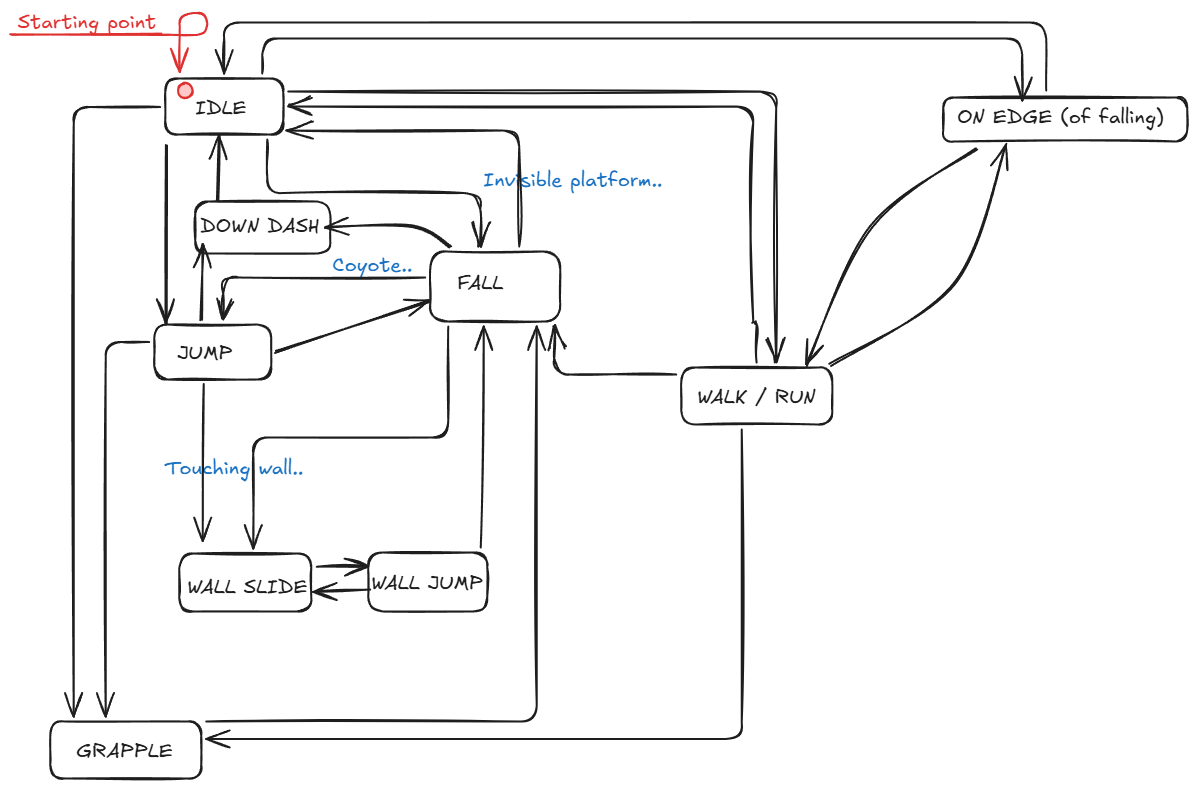 Starting point
IDLE
ON EDGE (of falling)
Invisible platform..
DOWN DASH
Coyote..
FALL
JUMP
WALK / RUN
Touching wall..
WALL SLIDE
WALL JUMP
GRAPPLE